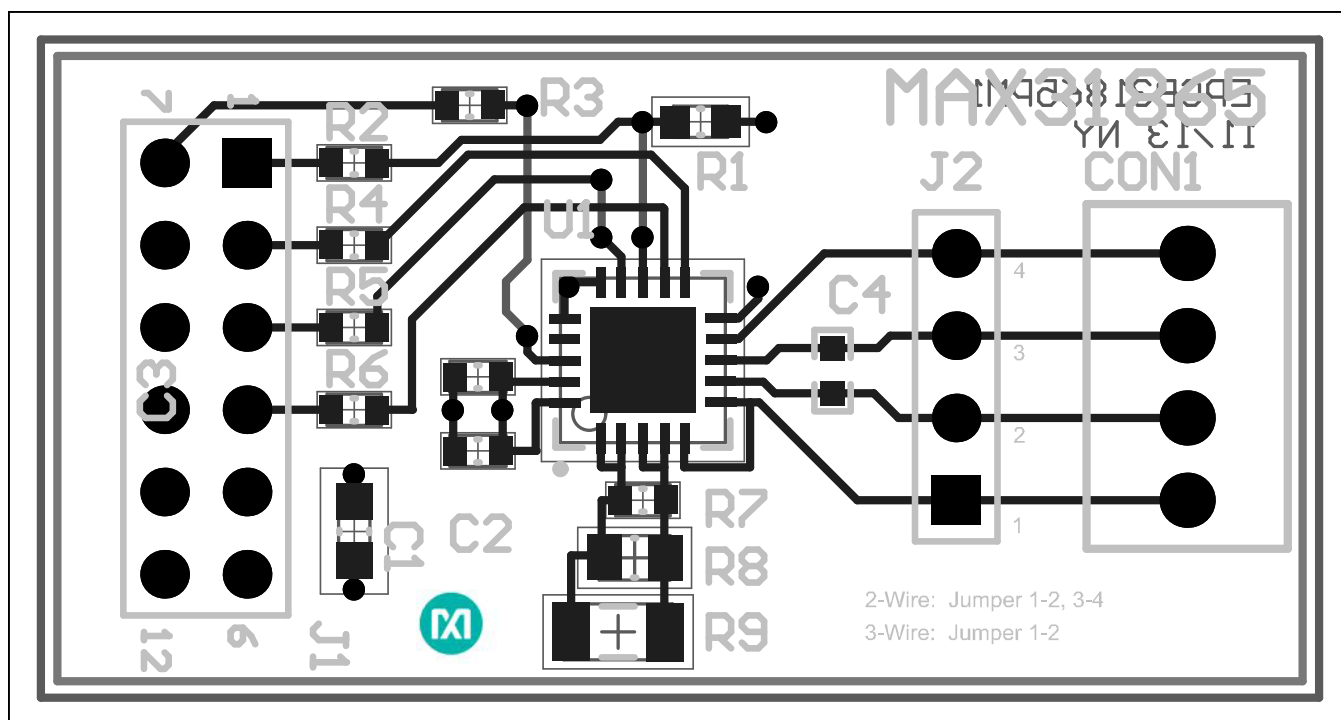 MAX31865
EPCB31865PM1
11/13 NY
7
1
R3
R2
R1
J2
CON1
R4
U1
4
R5
C4
3
R6
C3
2
R7
1
C1
C2
R8
2-Wire: Jumper 1-2, 3-4
3-Wire: Jumper 1-2
R9
12
6
J1